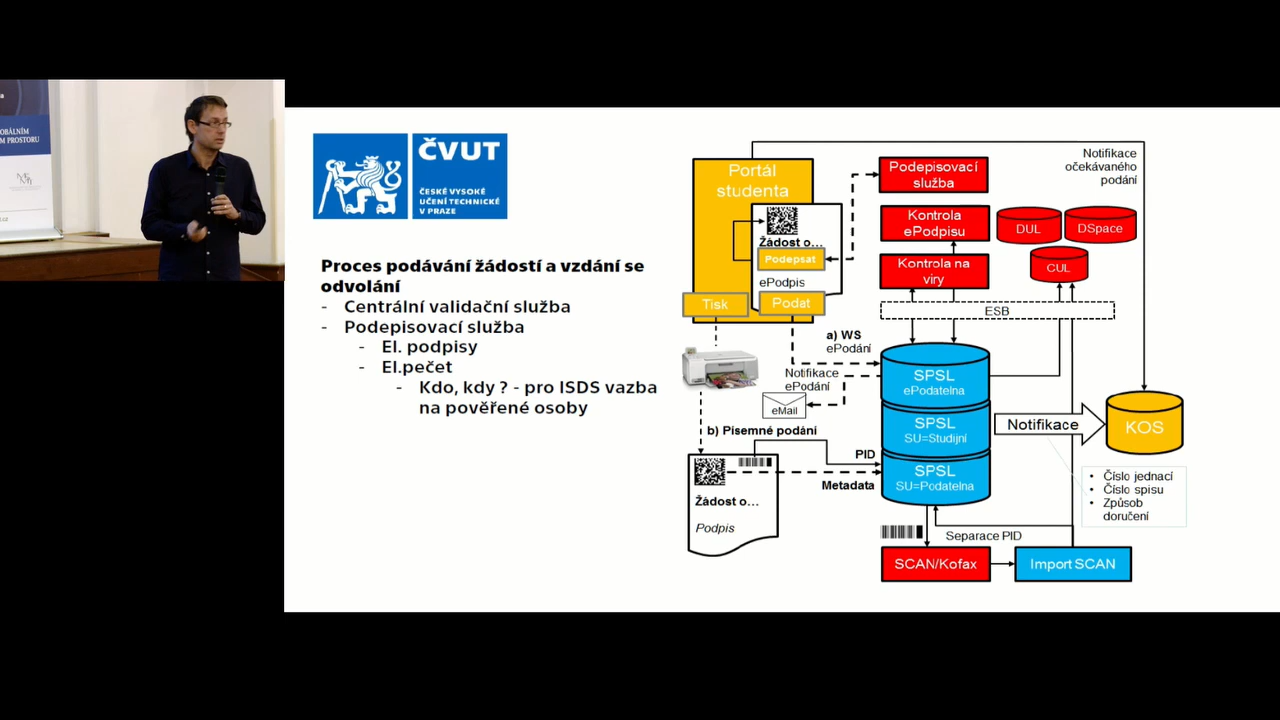 OBÁLNÍM
M PROSTORU
ČVUT
ČESKÉ VYSOKÉ
UČENÍ TECHNICKÉ
V PRAZE
Proces podávání žádostí a vzdání se
odvolání
- Centrální validační služba
- Podepisovací služba
- El. podpisy
- El.pečet
- Kdo, kdy ? - pro ISDS vazba
na pověřené osoby
Portál
studenta
Žádost o...
Podepsat
ePodpis
Tisk
Podat
Podepisovací
služba
Kontrola
ePodpisu
Kontrola na
viry
DUL
DSpace
CUL
Notifikace
očekávaného
podání
ESB
a) WS
ePodání
Notifikace
ePodání
eMail
b) Písemné podání
PID
Metadata
Žádost o...
Podpis
SPSL
ePodatelna
SPSL
SU=Studijní
SPSL
SU=Podatelna
Notifikace
KOS
• Číslo jednací
• Číslo spisu
• Způsob
doručení
Separace PID
SCAN/Kofax
Import SCAN